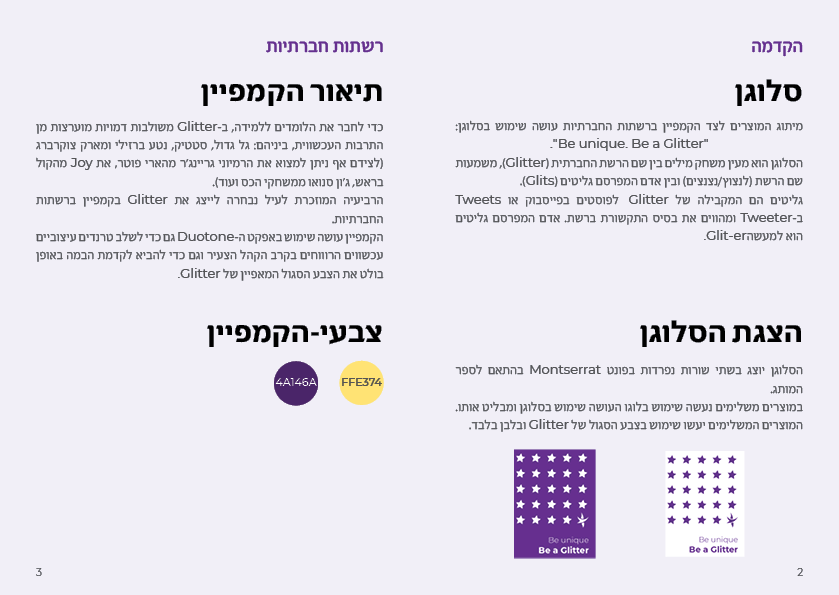 הקדמה
סלוגן
מיתוג המוצרים לצד הקמפיין ברשתות החברתיות עושה שימוש בסלוגן:
"Be unique. Be a Glitter".
הסלוגן הוא מעין משחק מילים בין שם הרשת החברתית (Glitter), משמעות
שם הרשת (לנצוץ/נצנצים) ובין אדם המפרסם גליטים (Glits).
גליטים הם המקבילה של Glitter לפוסטים בפייסבוק או Tweets
ב-Tweeter ומהווים את בסיס התקשורת ברשת. אדם המפרסם גליטים
הוא למעשהGlit-er.
הצגת הסלוגן
הסלוגן יוצג בשתי שורות נפרדות בפונט Montserrat בהתאם לספר
המותג.
במוצרים משלימים נעשה שימוש בלוגו העושה שימוש בסלוגן ומבליט אותו.
המוצרים המשלימים יעשו שימוש בצבע הסגול של Glitter ובלבן בלבד.
Be unique
Be a Glitter
Be unique
Be a Glitter
2
רשתות חברתיות
תיאור הקמפיין
כדי לחבר את הלומדים ללמידה, ב-Glitter משולבות דמויות מוערצות מן
התרבות העכשווית, ביניהם: גל גדול, סטטיק, נטע ברזילי ומארק צוקרברג
(לצידם אף ניתן למצוא את הרמיוני גריינג'ר מהארי פוטר, את Joy מהקול
בראש, ג'ון סנואו ממשחקי הכס ועוד).
הרביעיה המוזכרת לעיל נבחרה לייצג את Glitter בקמפיין ברשתות
החברתיות.
הקמפיין עושה שימוש באפקט ה-Duotone גם כדי לשלב טרנדים עיצוביים
עכשווים הרווחים בקרב הקהל הצעיר וגם כדי להביא לקדמת הבמה באופן
בולט את הצבע הסגול המאפיין של Glitter.
צבעי-הקמפיין
FFE374
4A146A
3